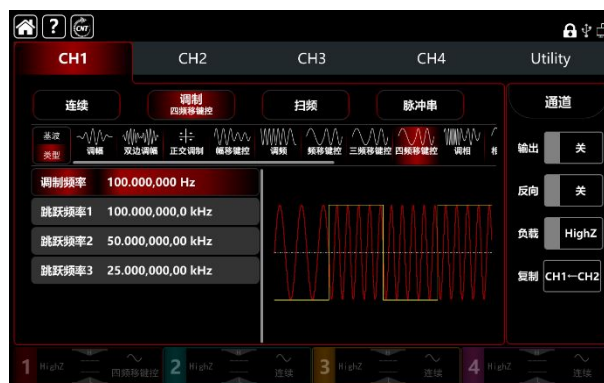 ? CNT
CH1 CH2 CH3 CH4 Utility
连续 调制 扫频 脉冲串 通道
四频移键控
基波 类型 调幅 双边调幅 正交调制 幅移键控 调频 频移键控 三频移键控 四频移键控 调相
输出 关
调制频率 100.000,000 Hz
反向 关
跳跃频率1 100.000,000,0 kHz
跳跃频率2 50.000,000,00 kHz
负载 HighZ
跳跃频率3 25.000,000,00 kHz
复制 CH1←CH2
1 HighZ 四频移键控 2 HighZ 连续 3 HighZ 连续 4 HighZ 连续